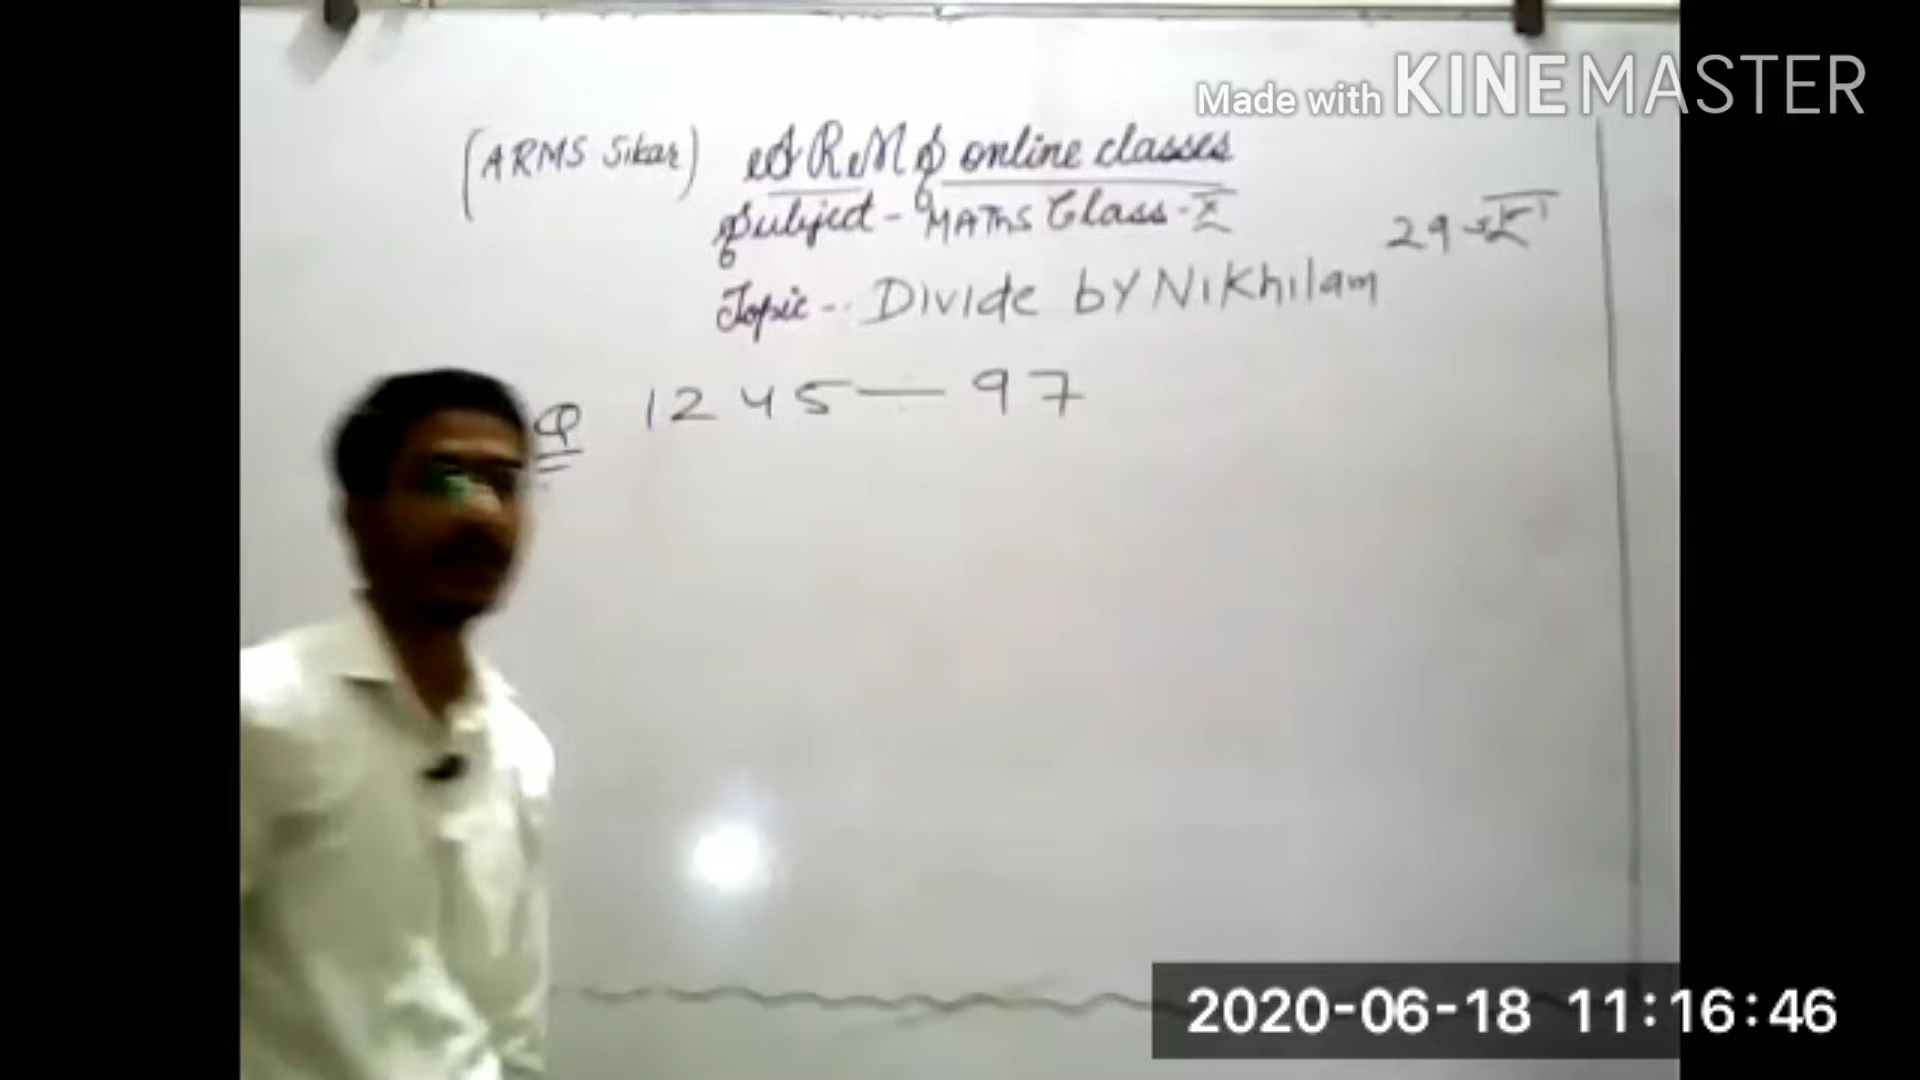 Made with KINEMASTER
(ARMS Sikar) ARMS online classes
Subject - MATHS Class - X
Topic -- Divide by Nikhilam
29
Q 1245 — 97
2020-06-18 11:16:46